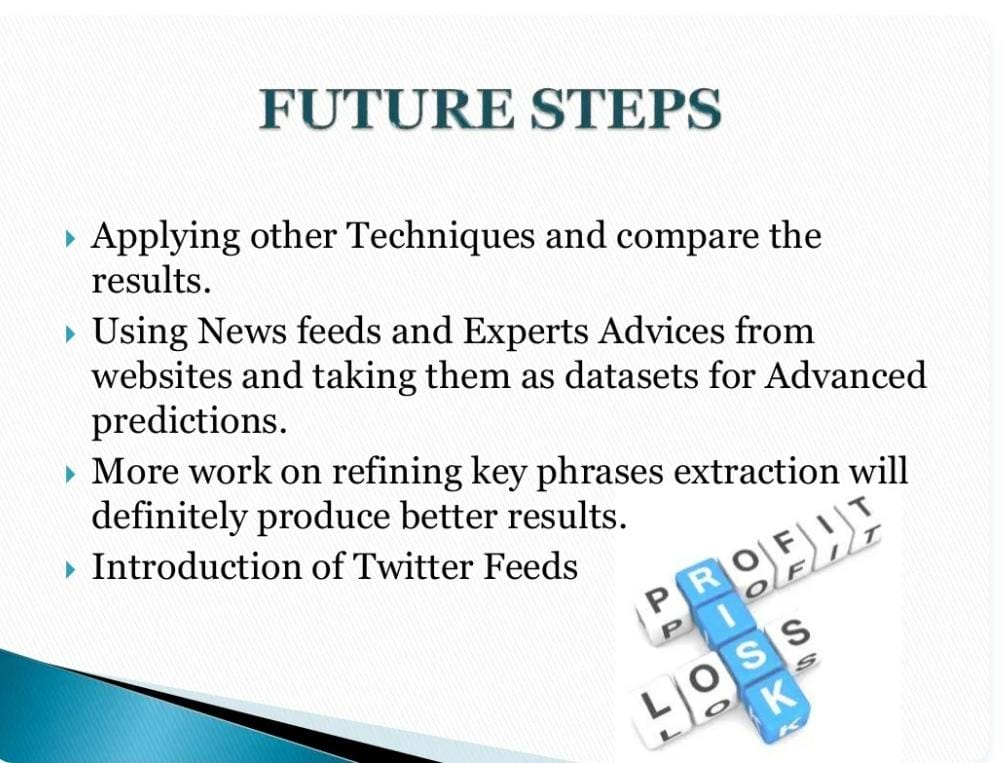 FUTURE STEPS
Applying other Techniques and compare the
results.
Using News feeds and Experts Advices from
websites and taking them as datasets for Advanced
predictions.
More work on refining key phrases extraction will
definitely produce better results.
Introduction of Twitter Feeds
PROFIT
RISK
LOSS